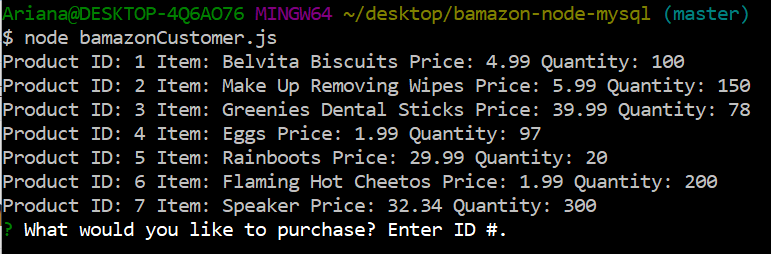 Ariana@DESKTOP-4Q6AO76 MINGW64 ~/desktop/bamazon-node-mysql (master)
$ node bamazonCustomer.js
Product ID: 1 Item: Belvita Biscuits Price: 4.99 Quantity: 100
Product ID: 2 Item: Make Up Removing Wipes Price: 5.99 Quantity: 150
Product ID: 3 Item: Greenies Dental Sticks Price: 39.99 Quantity: 78
Product ID: 4 Item: Eggs Price: 1.99 Quantity: 97
Product ID: 5 Item: Rainboots Price: 29.99 Quantity: 20
Product ID: 6 Item: Flaming Hot Cheetos Price: 1.99 Quantity: 200
Product ID: 7 Item: Speaker Price: 32.34 Quantity: 300
? What would you like to purchase? Enter ID #.